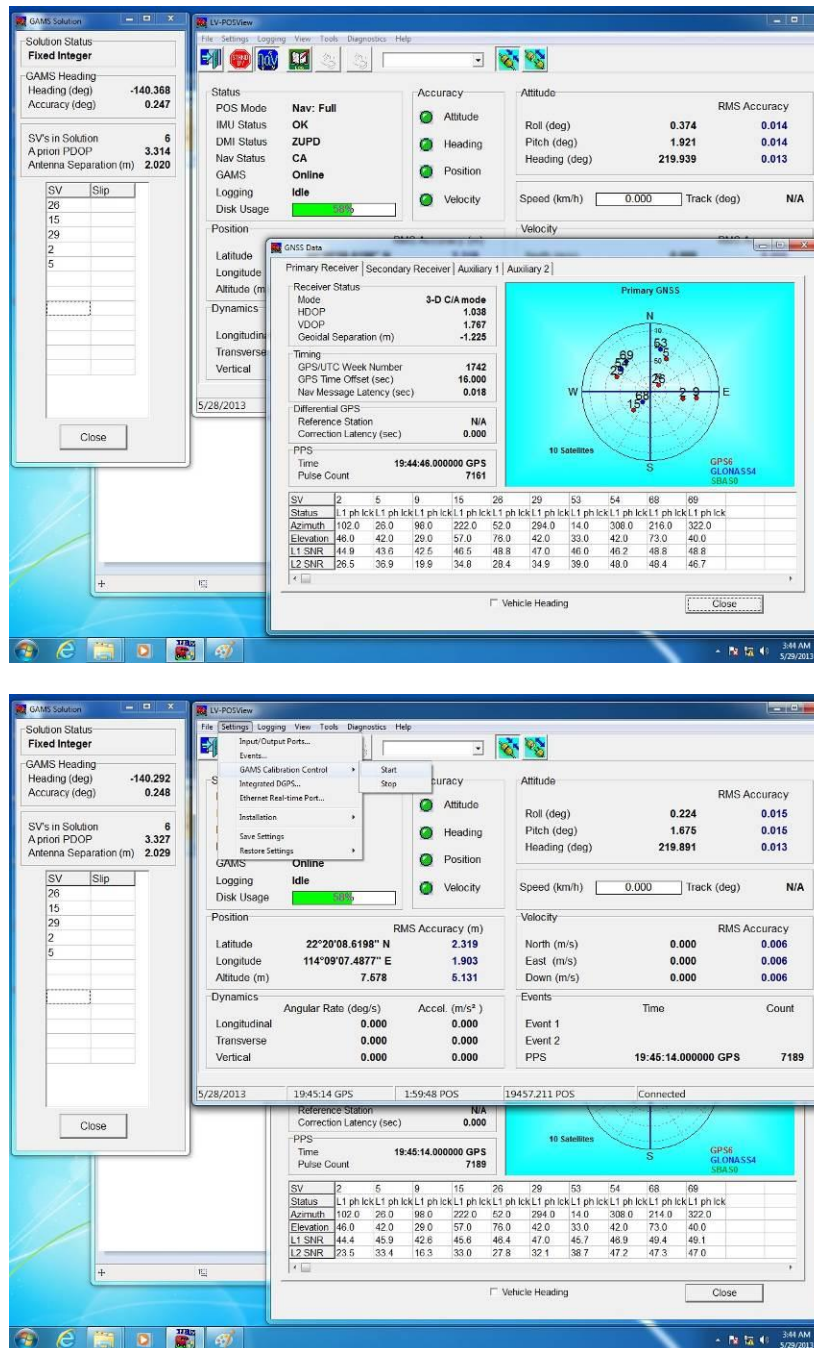 GAMS Solution
Solution Status
Fixed Integer
GAMS Heading
Heading (deg) -140.368
Accuracy (deg) 0.247
SV's in Solution 6
A priori PDOP 3.314
Antenna Separation (m) 2.020
SV Slip
26
15
29
2
5
Close
LV-POSView
File Settings Logging View Tools Diagnostics Help
Status
POS Mode Nav: Full
IMU Status OK
DMI Status ZUPD
Nav Status CA
GAMS Online
Logging Idle
Disk Usage 58%
Accuracy
Attitude
Heading
Position
Velocity
Attitude
RMS Accuracy
Roll (deg) 0.374 0.014
Pitch (deg) 1.921 0.014
Heading (deg) 219.939 0.013
Speed (km/h) 0.000 Track (deg) N/A
Position
Velocity
Latitude
Longitude
Altitude (m
Dynamics
Longitudin
Transverse
Vertical
5/28/2013
GNSS Data
Primary Receiver Secondary Receiver Auxiliary 1 Auxiliary 2
Receiver Status
Mode 3-D C/A mode
HDOP 1.038
VDOP 1.767
Geoidal Separation (m) -1.225
Timing
GPS/UTC Week Number 1742
GPS Time Offset (sec) 16.000
Nav Message Latency (sec) 0.018
Differential GPS
Reference Station N/A
Correction Latency (sec) 0.000
PPS
Time 19:44:46.000000 GPS
Pulse Count 7161
Primary GNSS
N
W
E
S
10 Satellites
GPS6
GLONASS4
SBAS0
SV 2 5 9 15 26 29 53 54 68 69
Status L1 ph lck L1 ph lck L1 ph lck L1 ph lck L1 ph lck L1 ph lck L1 ph lck L1 ph lck L1 ph lck L1 ph lck
Azimuth 102.0 26.0 98.0 222.0 52.0 294.0 14.0 308.0 216.0 322.0
Elevation 46.0 42.0 29.0 57.0 76.0 42.0 33.0 42.0 73.0 40.0
L1 SNR 44.9 43.6 42.5 46.5 48.8 47.0 46.0 46.2 48.8 48.8
L2 SNR 26.5 36.9 19.9 34.8 28.4 34.9 39.0 48.0 48.4 46.7
Vehicle Heading
Close
3:44 AM
5/29/2013
GAMS Solution
Solution Status
Fixed Integer
GAMS Heading
Heading (deg) -140.292
Accuracy (deg) 0.248
SV's in Solution 6
A priori PDOP 3.327
Antenna Separation (m) 2.029
SV Slip
26
15
29
2
5
Close
LV-POSView
File Settings Logging View Tools Diagnostics Help
Input/Output Ports...
Events...
GAMS Calibration Control
Integrated DGPS...
Ethernet Real-time Port...
Installation
Save Settings
Restore Settings
Start
Stop
GAMS Online
Logging Idle
Disk Usage 58%
curacy
Attitude
Heading
Position
Velocity
Attitude
RMS Accuracy
Roll (deg) 0.224 0.015
Pitch (deg) 1.675 0.015
Heading (deg) 219.891 0.013
Speed (km/h) 0.000 Track (deg) N/A
Position
RMS Accuracy (m)
Latitude 22°20'08.6198" N 2.319
Longitude 114°09'07.4877" E 1.903
Altitude (m) 7.578 5.131
Velocity
RMS Accuracy
North (m/s) 0.000 0.006
East (m/s) 0.000 0.006
Down (m/s) 0.000 0.006
Dynamics
Angular Rate (deg/s) Accel. (m/s²)
Longitudinal 0.000 0.000
Transverse 0.000 0.000
Vertical 0.000 0.000
Events
Time Count
Event 1
Event 2
PPS 19:45:14.000000 GPS 7189
5/28/2013 19:45:14 GPS 1:59:48 POS 19457.211 POS Connected
Reference Station N/A
Correction Latency (sec) 0.000
PPS
Time 19:45:14.000000 GPS
Pulse Count 7189
10 Satellites
S
GPS6
GLONASS4
SBAS0
SV 2 5 9 15 26 29 53 54 68 69
Status L1 ph lck L1 ph lck L1 ph lck L1 ph lck L1 ph lck L1 ph lck L1 ph lck L1 ph lck L1 ph lck L1 ph lck
Azimuth 102.0 26.0 98.0 222.0 52.0 294.0 14.0 308.0 214.0 322.0
Elevation 46.0 42.0 29.0 57.0 76.0 42.0 33.0 42.0 73.0 40.0
L1 SNR 44.4 45.9 42.6 45.6 46.4 47.0 45.7 46.9 49.4 49.1
L2 SNR 23.5 33.4 16.3 33.0 27.8 32.1 38.7 47.2 47.3 47.0
Vehicle Heading
Close
3:44 AM
5/29/2013